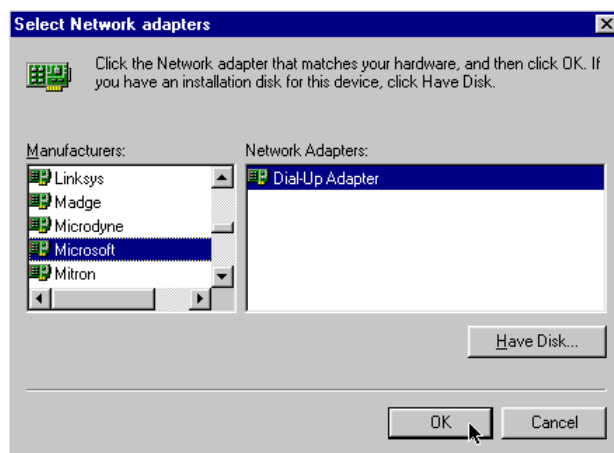 Select Network adapters
Click the Network adapter that matches your hardware, and then click OK. If
you have an installation disk for this device, click Have Disk.
Manufacturers:
Linksys
Madge
Microdyne
Microsoft
Mitron
Network Adapters:
Dial-Up Adapter
Have Disk...
OK
Cancel